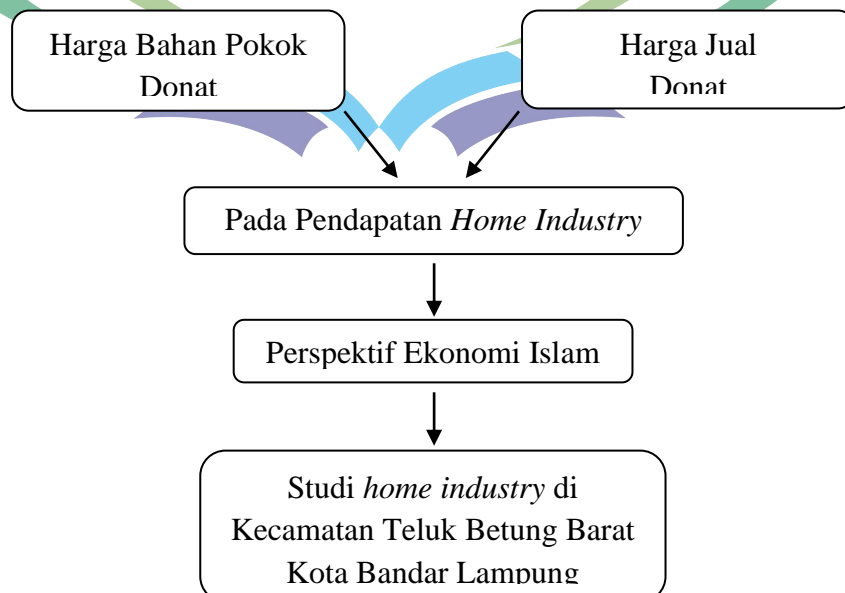 Harga Bahan Pokok
Donat
Harga Jual
Donat
Pada Pendapatan Home Industry
Perspektif Ekonomi Islam
Studi home industry di
Kecamatan Teluk Betung Barat
Kota Bandar Lampung